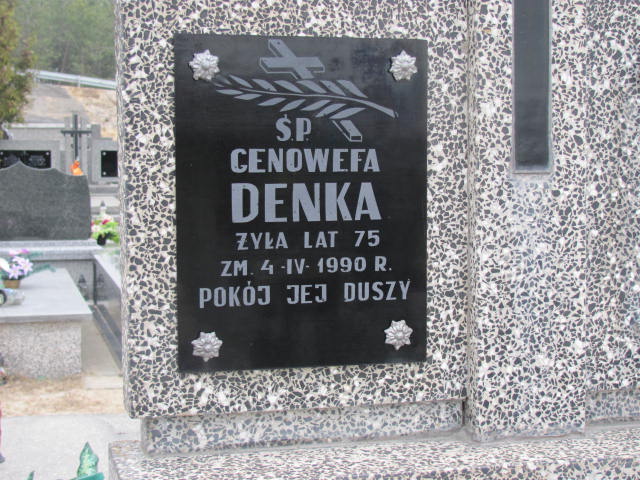 Ś.P.
GENOWEFA
DENKA
ŻYŁA LAT 75
ZM. 4-IV-1990 R.
POKÓJ JEJ DUSZY